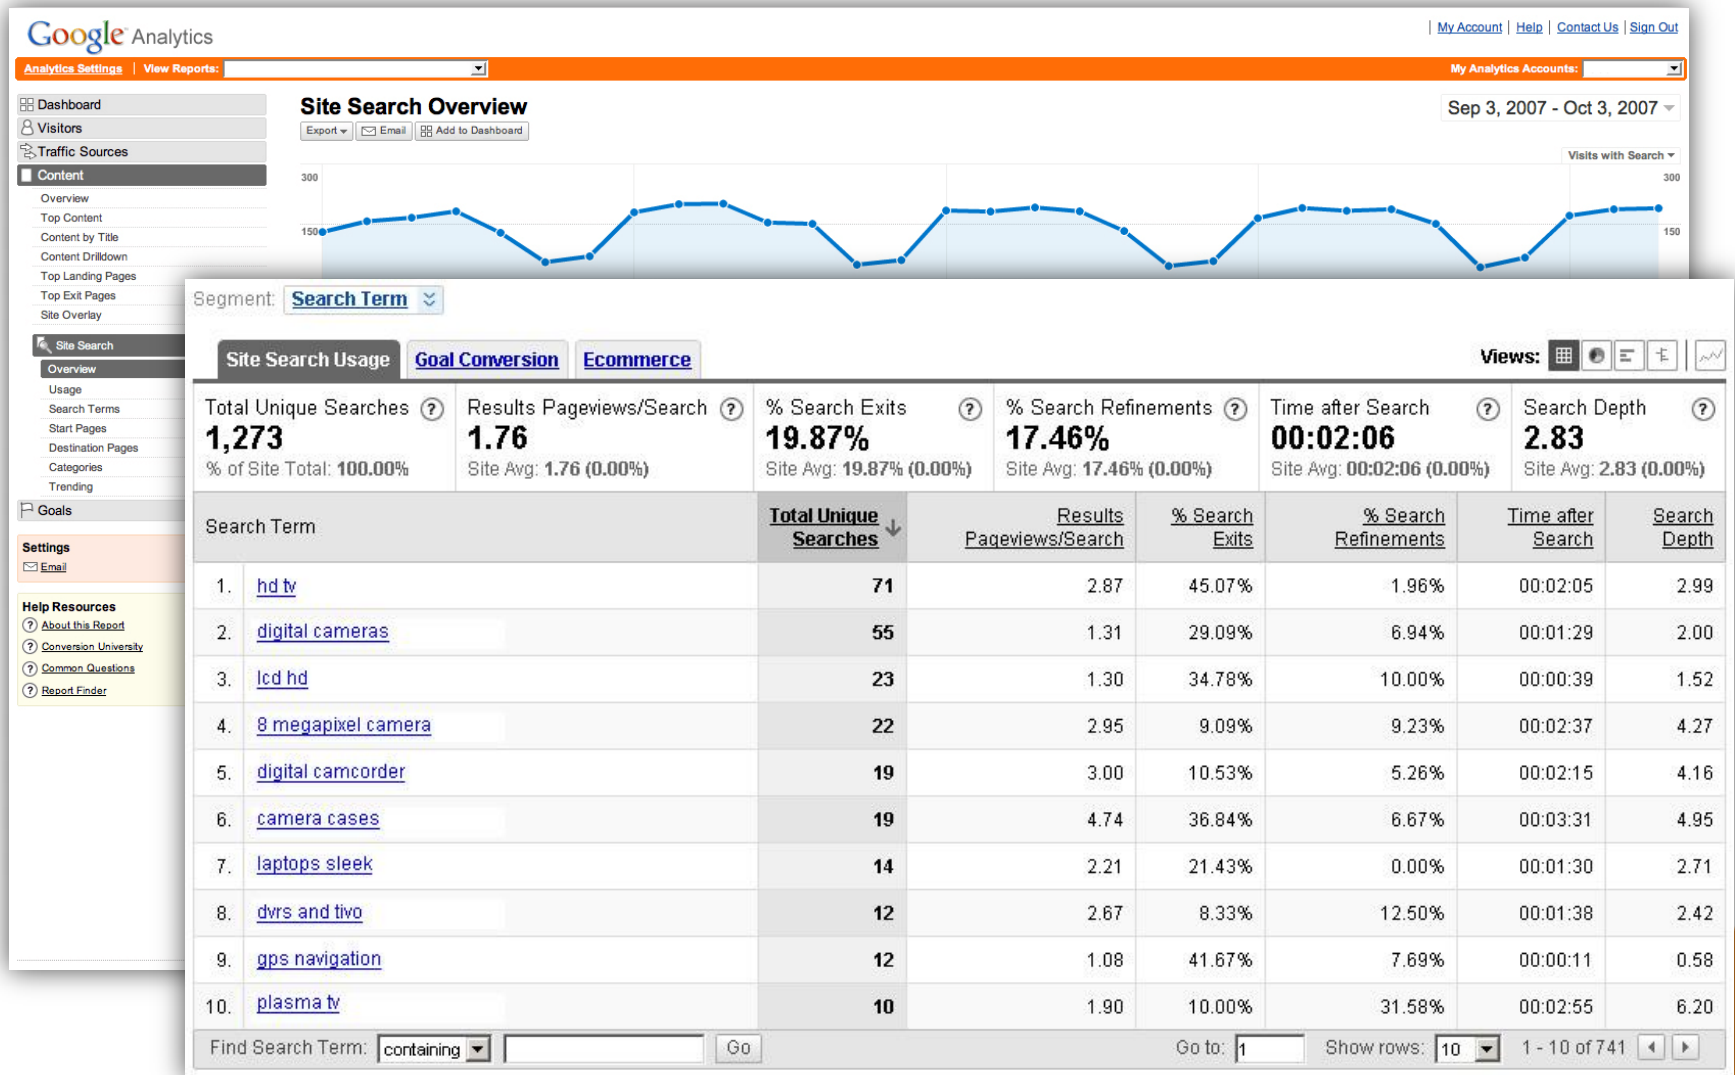 Google Analytics
My Account | Help | Contact Us | Sign Out
Analytics Settings | View Reports:
My Analytics Accounts:
Dashboard
Visitors
Traffic Sources
Content
Overview
Top Content
Content by Title
Content Drilldown
Top Landing Pages
Top Exit Pages
Site Overlay
Site Search
Overview
Usage
Search Terms
Start Pages
Destination Pages
Categories
Trending
Goals
Settings
Email
Help Resources
? About this Report
? Conversion University
? Common Questions
? Report Finder
Site Search Overview
Sep 3, 2007 - Oct 3, 2007
Export Email Add to Dashboard
Visits with Search
300 300
150 150
Segment: Search Term
Site Search Usage Goal Conversion Ecommerce
Views:
Total Unique Searches ?
1,273
% of Site Total: 100.00%
Results Pageviews/Search ?
1.76
Site Avg: 1.76 (0.00%)
% Search Exits ?
19.87%
Site Avg: 19.87% (0.00%)
% Search Refinements ?
17.46%
Site Avg: 17.46% (0.00%)
Time after Search ?
00:02:06
Site Avg: 00:02:06 (0.00%)
Search Depth ?
2.83
Site Avg: 2.83 (0.00%)
Search Term
Total Unique
Searches
Results
Pageviews/Search
% Search
Exits
% Search
Refinements
Time after
Search
Search
Depth
1. hd tv 71 2.87 45.07% 1.96% 00:02:05 2.99
2. digital cameras 55 1.31 29.09% 6.94% 00:01:29 2.00
3. lcd hd 23 1.30 34.78% 10.00% 00:00:39 1.52
4. 8 megapixel camera 22 2.95 9.09% 9.23% 00:02:37 4.27
5. digital camcorder 19 3.00 10.53% 5.26% 00:02:15 4.16
6. camera cases 19 4.74 36.84% 6.67% 00:03:31 4.95
7. laptops sleek 14 2.21 21.43% 0.00% 00:01:30 2.71
8. dvrs and tivo 12 2.67 8.33% 12.50% 00:01:38 2.42
9. gps navigation 12 1.08 41.67% 7.69% 00:00:11 0.58
10. plasma tv 10 1.90 10.00% 31.58% 00:02:55 6.20
Find Search Term: containing Go
Go to: 1 Show rows: 10 1 - 10 of 741